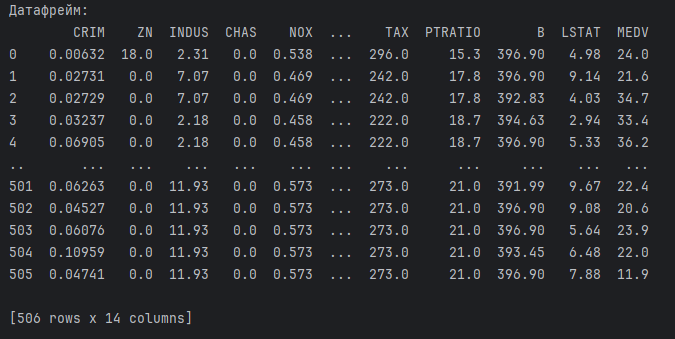 Датафрейм:
CRIM ZN INDUS CHAS NOX ... TAX PTRATIO B LSTAT MEDV
0 0.00632 18.0 2.31 0.0 0.538 ... 296.0 15.3 396.90 4.98 24.0
1 0.02731 0.0 7.07 0.0 0.469 ... 242.0 17.8 396.90 9.14 21.6
2 0.02729 0.0 7.07 0.0 0.469 ... 242.0 17.8 392.83 4.03 34.7
3 0.03237 0.0 2.18 0.0 0.458 ... 222.0 18.7 394.63 2.94 33.4
4 0.06905 0.0 2.18 0.0 0.458 ... 222.0 18.7 396.90 5.33 36.2
.. ... ... ... ... ... ... ... ... ... ... ...
501 0.06263 0.0 11.93 0.0 0.573 ... 273.0 21.0 391.99 9.67 22.4
502 0.04527 0.0 11.93 0.0 0.573 ... 273.0 21.0 396.90 9.08 20.6
503 0.06076 0.0 11.93 0.0 0.573 ... 273.0 21.0 396.90 5.64 23.9
504 0.10959 0.0 11.93 0.0 0.573 ... 273.0 21.0 393.45 6.48 22.0
505 0.04741 0.0 11.93 0.0 0.573 ... 273.0 21.0 396.90 7.88 11.9
[506 rows x 14 columns]